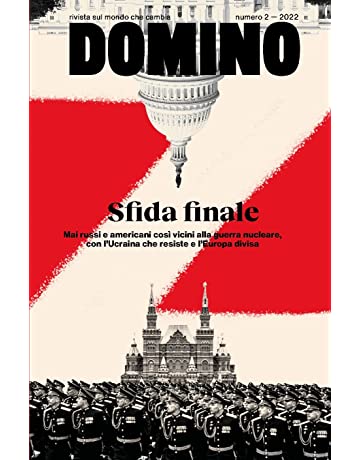 rivista sul mondo che cambia
numero 2 — 2022
DOMINO
Sfida finale
Mai russi e americani così vicini alla guerra nucleare,
con l'Ucraina che resiste e l'Europa divisa